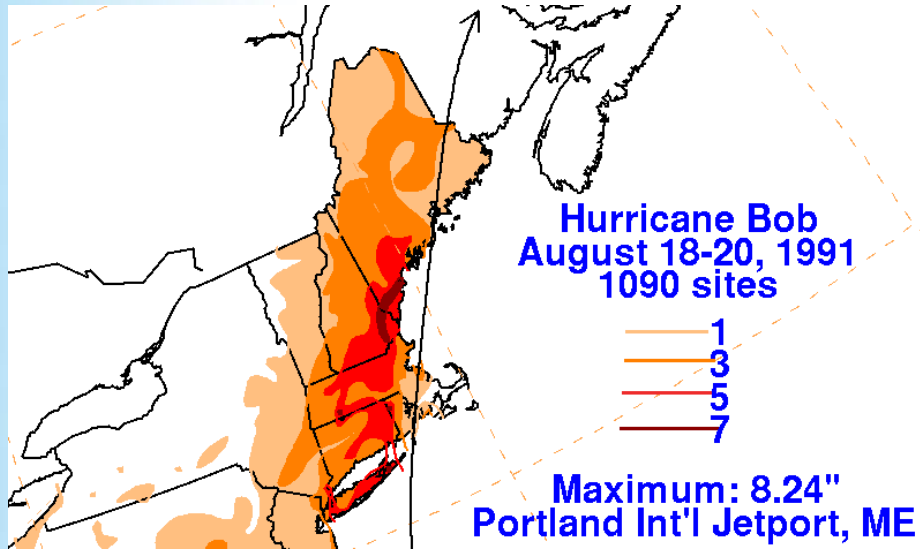 Hurricane Bob
August 18-20, 1991
1090 sites
1
3
5
7
Maximum: 8.24"
Portland Int'l Jetport, ME